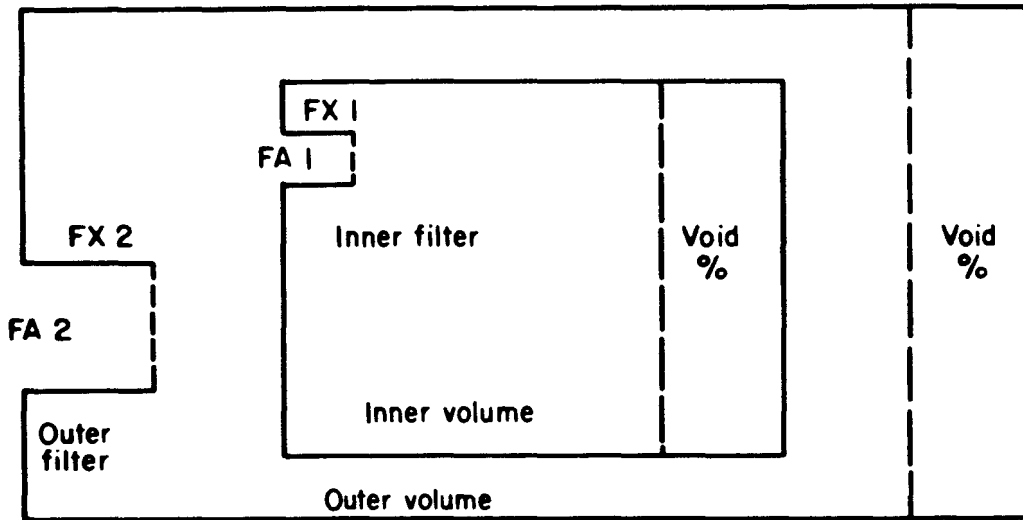 FX 1
FA 1
FX 2
Inner filter
Void
%
Void
%
FA 2
Inner volume
Outer
filter
Outer volume